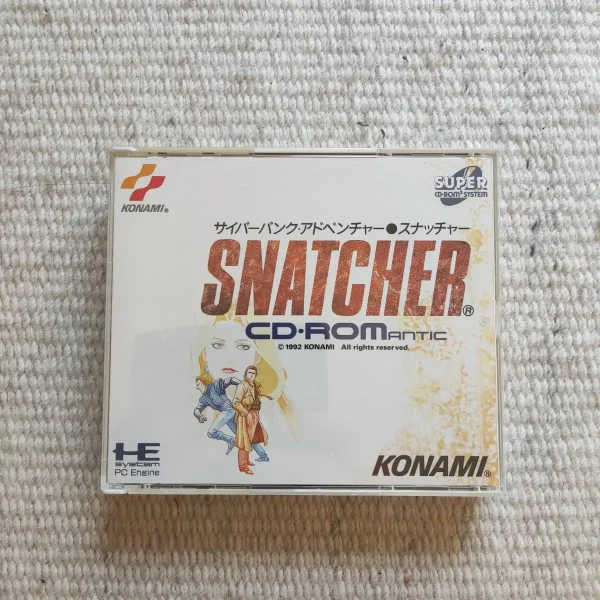 KONAMI®
SUPER
CD-ROM² SYSTEM
サイバーパンク・アドベンチャー●スナッチャー
SNATCHER®
CD・ROMANTIC
© 1992 KONAMI All rights reserved.
HE
system
PC Engine
KONAMI®